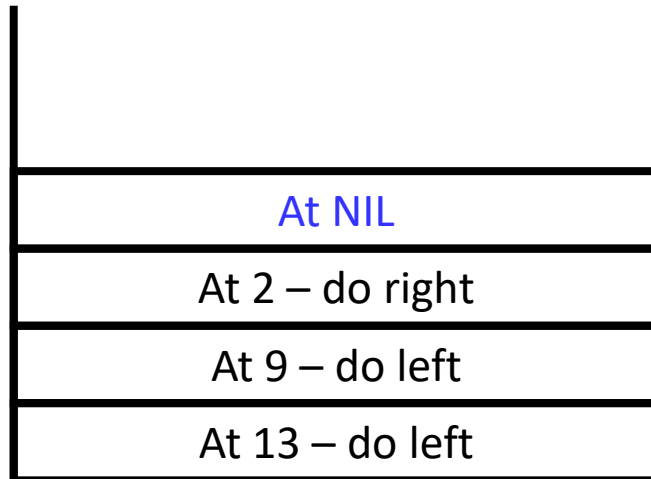 At NIL
At 2 – do right
At 9 – do left
At 13 – do left